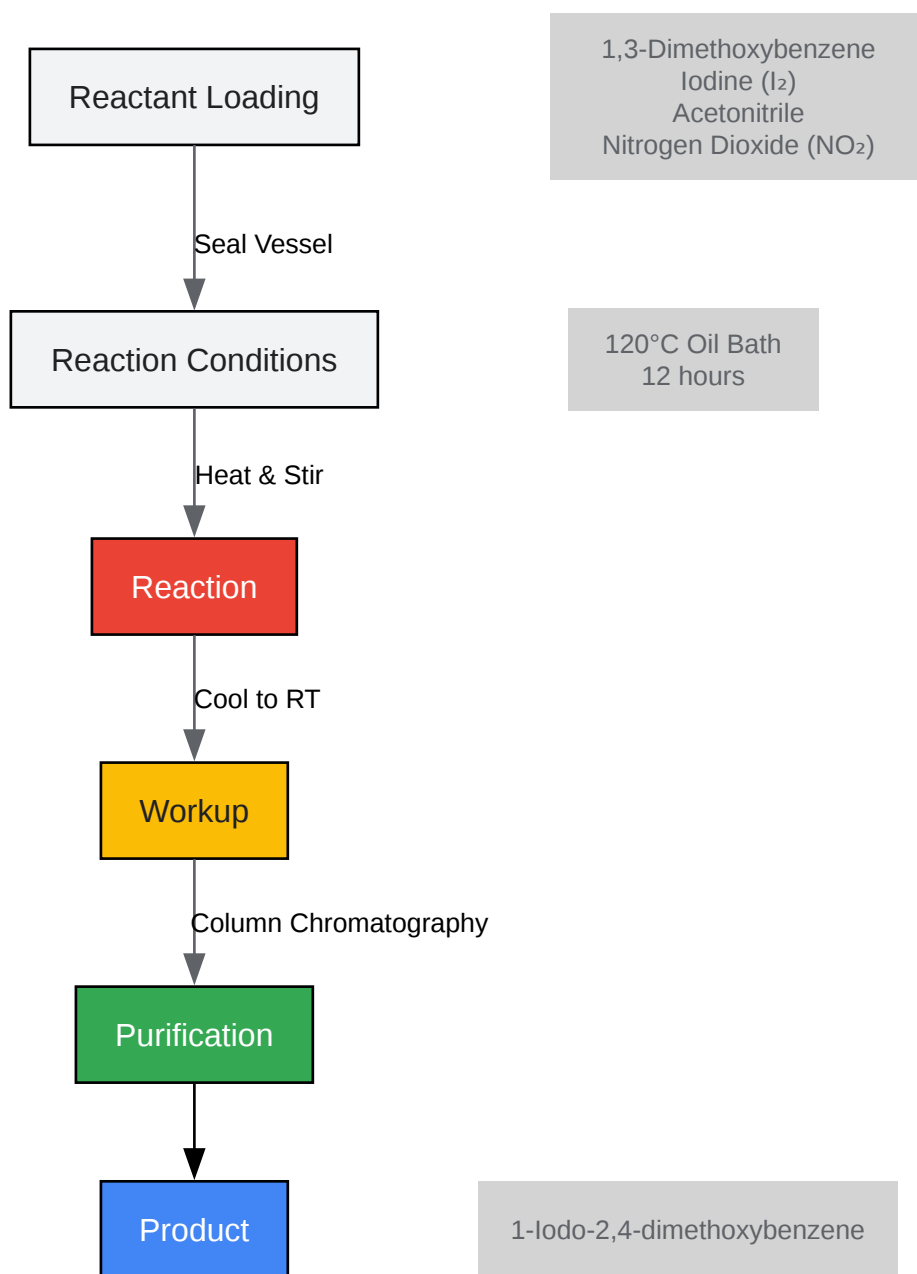 Reactant Loading
1,3-Dimethoxybenzene
Iodine (I₂)
Acetonitrile
Nitrogen Dioxide (NO₂)
Seal Vessel
Reaction Conditions
120°C Oil Bath
12 hours
Heat & Stir
Reaction
Cool to RT
Workup
Column Chromatography
Purification
Product
1-Iodo-2,4-dimethoxybenzene